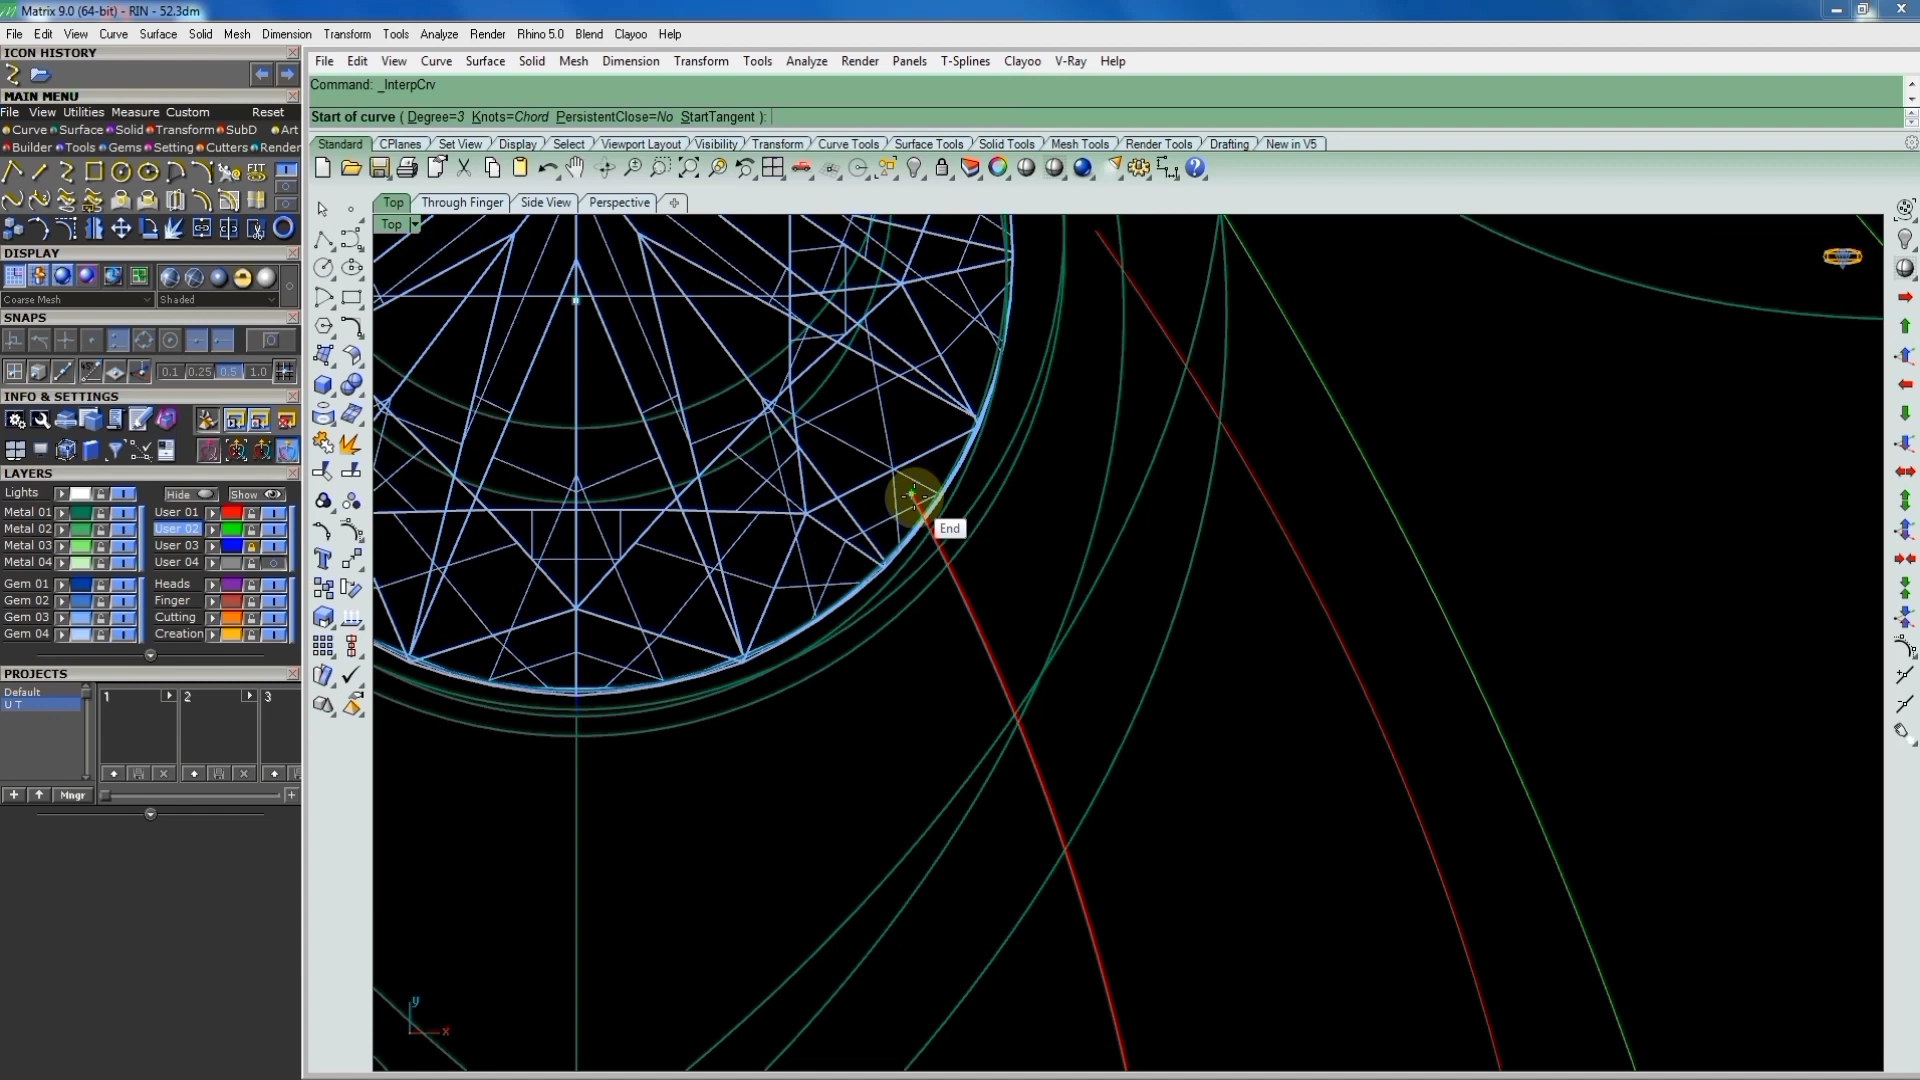 Matrix 9.0 (64-bit) - RIN - 52.3dm
File Edit View Curve Surface Solid Mesh Dimension Transform Tools Analyze Render Rhino 5.0 Blend Clayoo Help
ICON HISTORY
MAIN MENU
File View Utilities Measure Custom Reset
Curve Surface Solid Transform SubD Art
Builder Tools Gems Setting Cutters Render
DISPLAY
Coarse Mesh Shaded
SNAPS
0.1 0.25 0.5 1.0
INFO & SETTINGS
LAYERS
Lights Hide Show
Metal 01 User 01
Metal 02 User 02
Metal 03 User 03
Metal 04 User 04
Gem 01 Heads
Gem 02 Finger
Gem 03 Cutting
Gem 04 Creation
PROJECTS
Default
U T
1 2 3
+ Mngr +
File Edit View Curve Surface Solid Mesh Dimension Transform Tools Analyze Render Panels T-Splines Clayoo V-Ray Help
Command: _InterpCrv
Start of curve ( Degree=3 Knots=Chord PersistentClose=No StartTangent ):
Standard CPlanes Set View Display Select Viewport Layout Visibility Transform Curve Tools Surface Tools Solid Tools Mesh Tools Render Tools Drafting New in V5
Top Through Finger Side View Perspective
Top
End
y
x